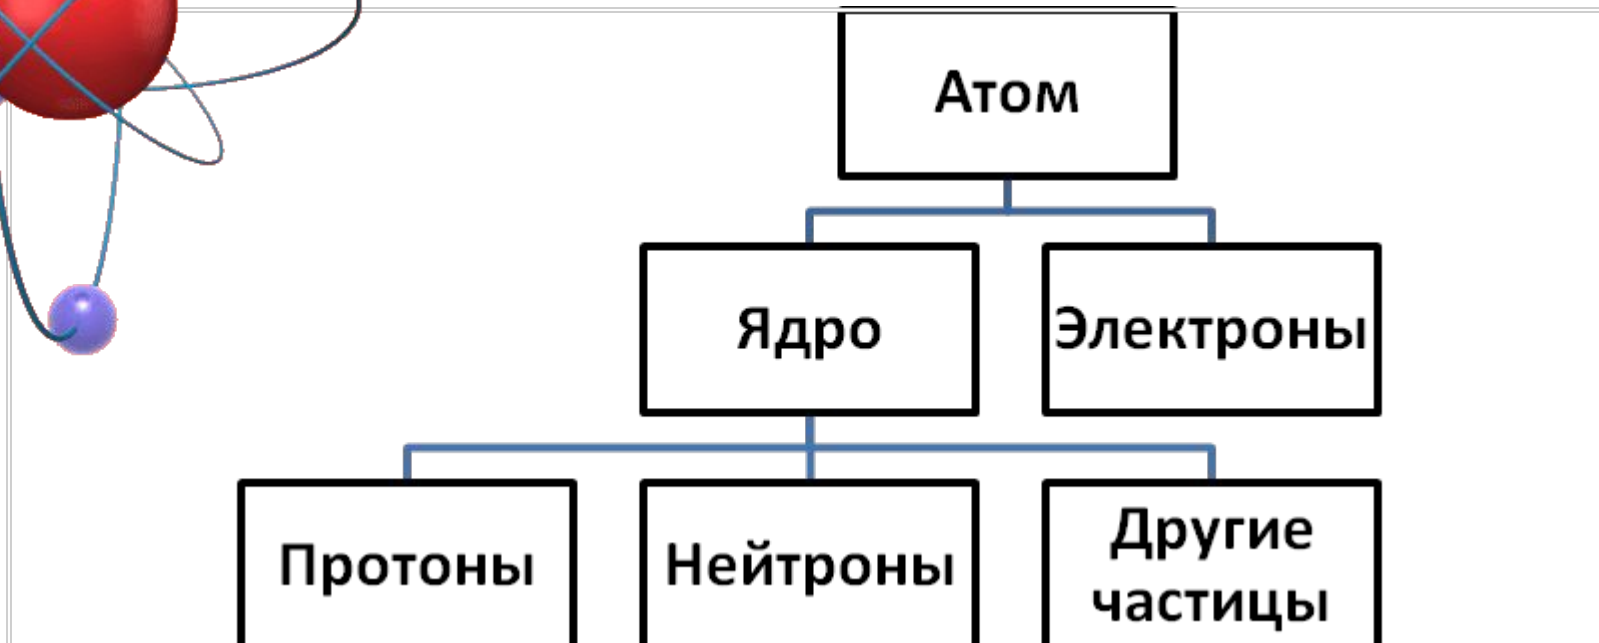 Атом
Ядро
Электроны
Протоны
Нейтроны
Другие
частицы